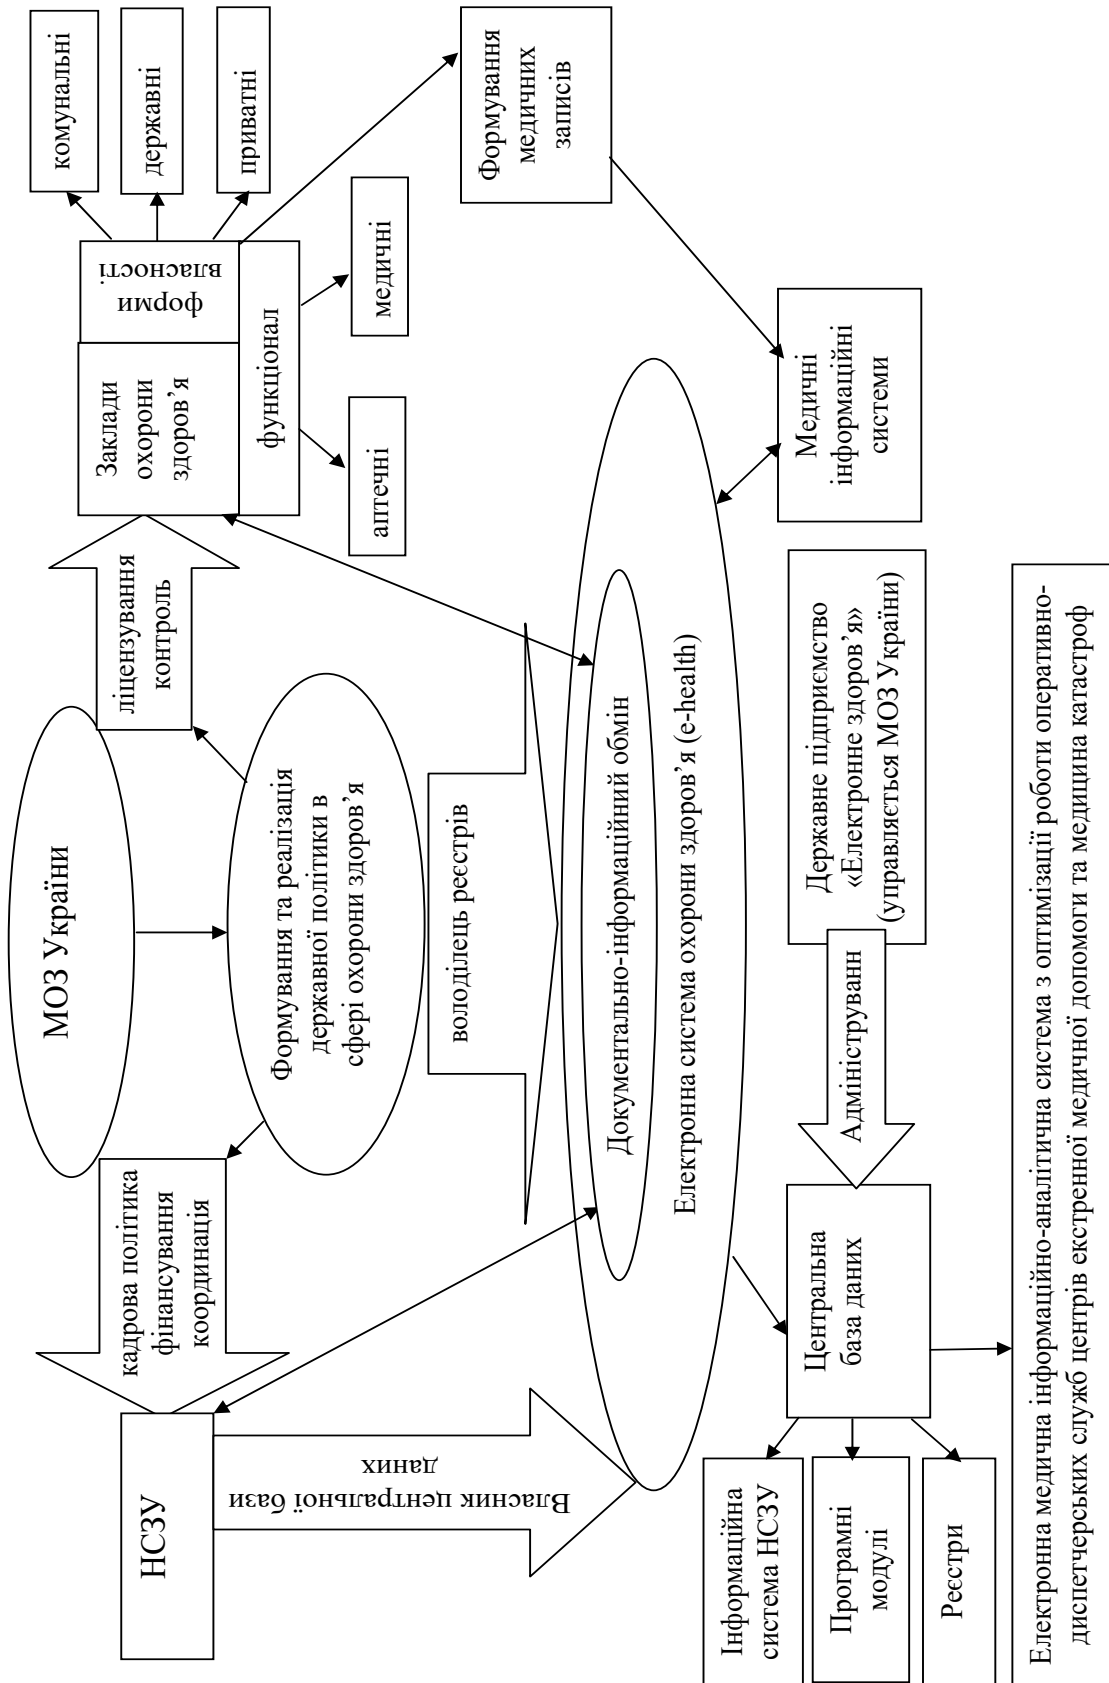 МОЗ України
кадрова політика
фінансування
координація
ліцензування
контроль
НСЗУ
Формування та реалізація
державної політики в
сфері охорони здоров’я
Заклади
охорони
здоров’я
форми
власності
функціонал
комунальні
державні
приватні
аптечні
медичні
Власник центральної бази
даних
володілець реєстрів
Формування
медичних
записів
Документально-інформаційний обмін
Електронна система охорони здоров’я (e-health)
Інформаційна
система НСЗУ
Програмні
модулі
Реєстри
Центральна
база даних
Адмініструванн
Державне підприємство
«Електронне здоров’я»
(управляється МОЗ України)
Медичні
інформаційні
системи
Електронна медична інформаційно-аналітична система з оптимізації роботи оперативно-
диспетчерських служб центрів екстренної медичної допомоги та медицина катастроф